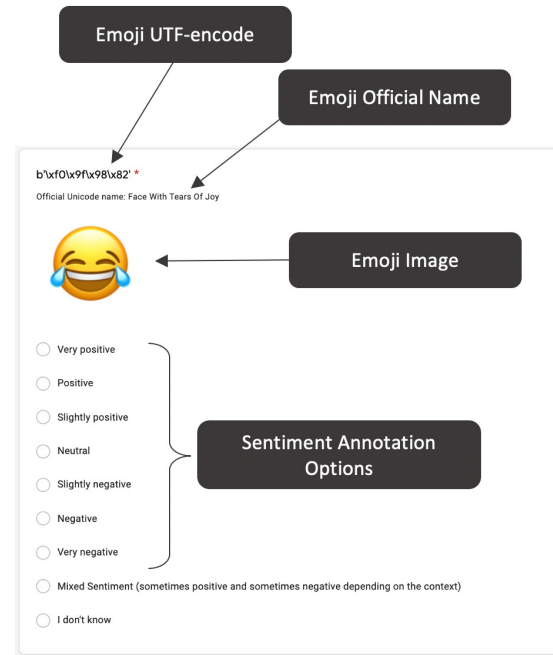 Emoji UTF-encode
Emoji Official Name
b'\xf0\x9f\x98\x82' *
Official Unicode name: Face With Tears Of Joy
Emoji Image
Very positive
Positive
Slightly positive
Neutral
Slightly negative
Negative
Very negative
Sentiment Annotation
Options
Mixed Sentiment (sometimes positive and sometimes negative depending on the context)
I don't know